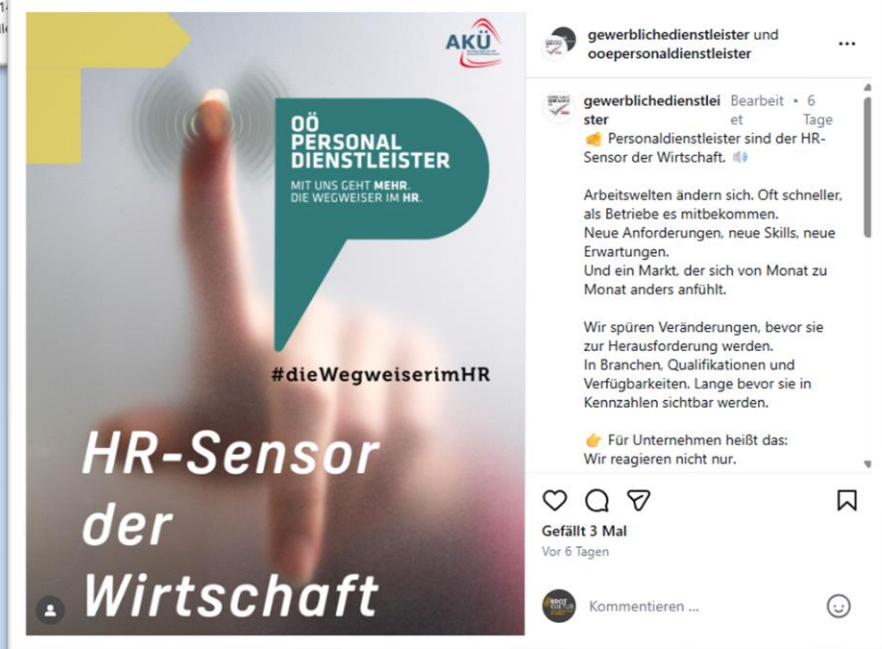 AKÜ
OÖ
PERSONAL
DIENSTLEISTER
MIT UNS GEHT MEHR.
DIE WEGWEISER IM HR.
#dieWegweiserimHR
HR-Sensor
der
Wirtschaft
gewerblichedienstleister und
ooepersonaldienstleister
gewerblichedienstlei Bearbeit • 6
ster et Tage
Personaldienstleister sind der HR-
Sensor der Wirtschaft.
Arbeitswelten ändern sich. Oft schneller,
als Betriebe es mitbekommen.
Neue Anforderungen, neue Skills, neue
Erwartungen.
Und ein Markt, der sich von Monat zu
Monat anders anfühlt.
Wir spüren Veränderungen, bevor sie
zur Herausforderung werden.
In Branchen, Qualifikationen und
Verfügbarkeiten. Lange bevor sie in
Kennzahlen sichtbar werden.
👉 Für Unternehmen heißt das:
Wir reagieren nicht nur.
Gefällt 3 Mal
Vor 6 Tagen
Kommentieren ...